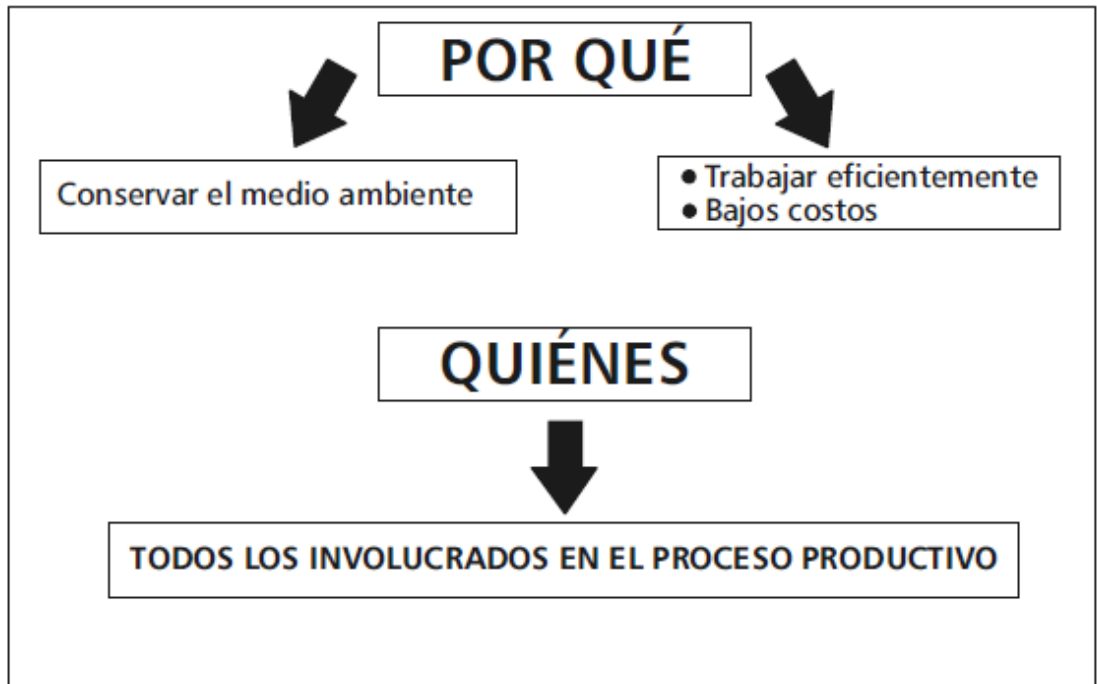 POR QUÉ
Conservar el medio ambiente
● Trabajar eficientemente
● Bajos costos
QUIÉNES
TODOS LOS INVOLUCRADOS EN EL PROCESO PRODUCTIVO